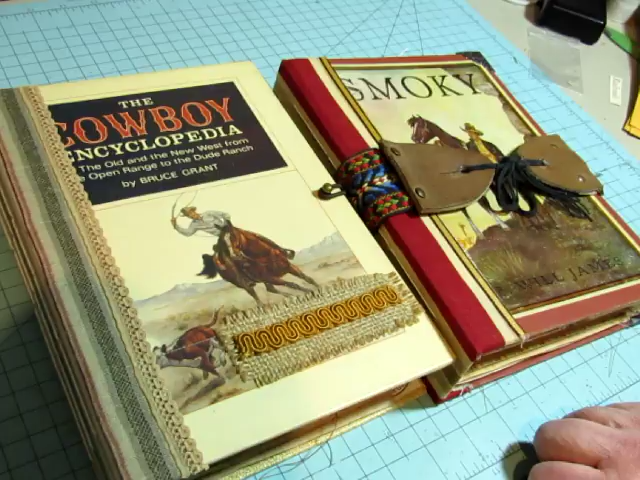 THE
COWBOY
ENCYCLOPEDIA
The Old and the New West from
Open Range to the Dude Ranch
by BRUCE GRANT
SMOKY
WILL JAMES